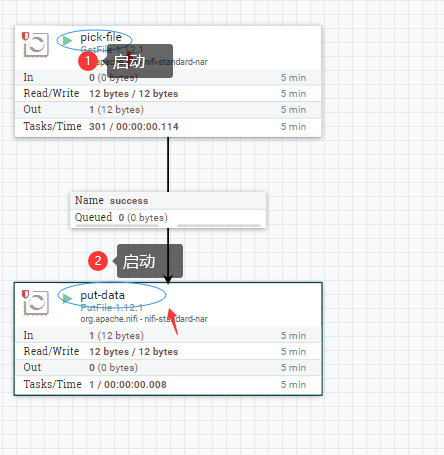 pick-file
GetFile 1.12.1
1 启动
nifi-standard-nar
In 0 (0 bytes) 5 min
Read/Write 12 bytes / 12 bytes 5 min
Out 1 (12 bytes) 5 min
Tasks/Time 301 / 00:00:00.114 5 min
Name success
Queued 0 (0 bytes)
2 启动
put-data
PutFile 1.12.1
org.apache.nifi - nifi-standard-nar
In 1 (12 bytes) 5 min
Read/Write 12 bytes / 12 bytes 5 min
Out 0 (0 bytes) 5 min
Tasks/Time 1 / 00:00:00.008 5 min